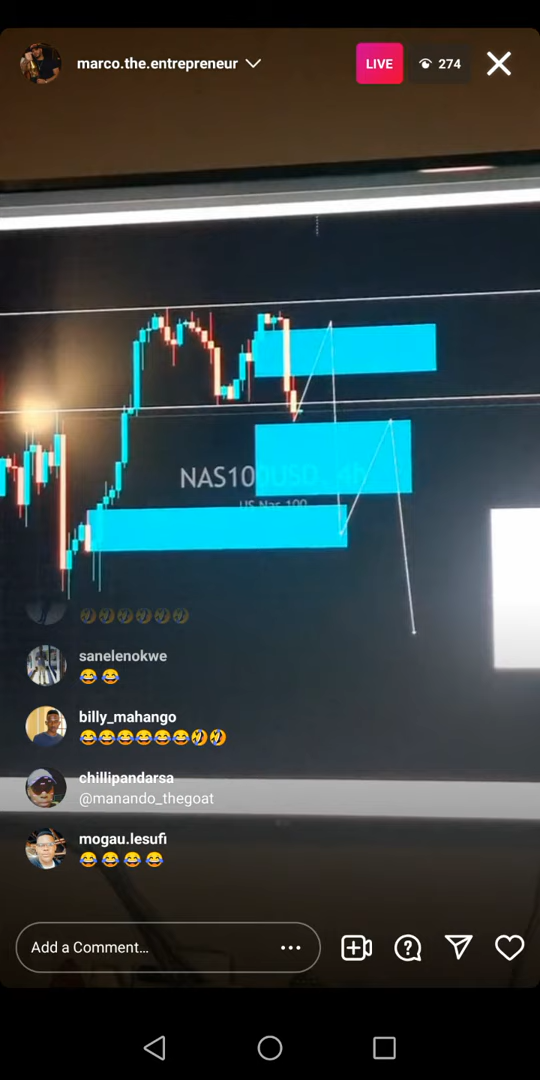 marco.the.entrepreneur
LIVE
274
NAS100USD, 4h
US Nas 100
sanelenokwe
😂 😂
billy_mahango
😂😂😂😂😂😂🤣🤣
chillipandarsa
@manando_thegoat
mogau.lesufi
😂 😂 😂 😂
Add a Comment...